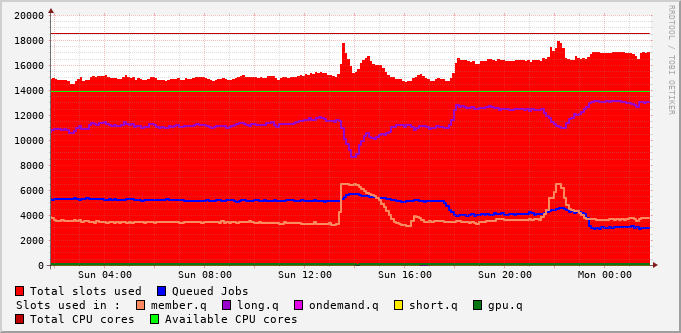 20000
18000
16000
14000
12000
10000
8000
6000
4000
2000
0
Sun 04:00 Sun 08:00 Sun 12:00 Sun 16:00 Sun 20:00 Mon 00:00
RRDTOOL / TOBI OETIKER
Total slots used Queued Jobs
Slots used in : member.q long.q ondemand.q short.q gpu.q
Total CPU cores Available CPU cores